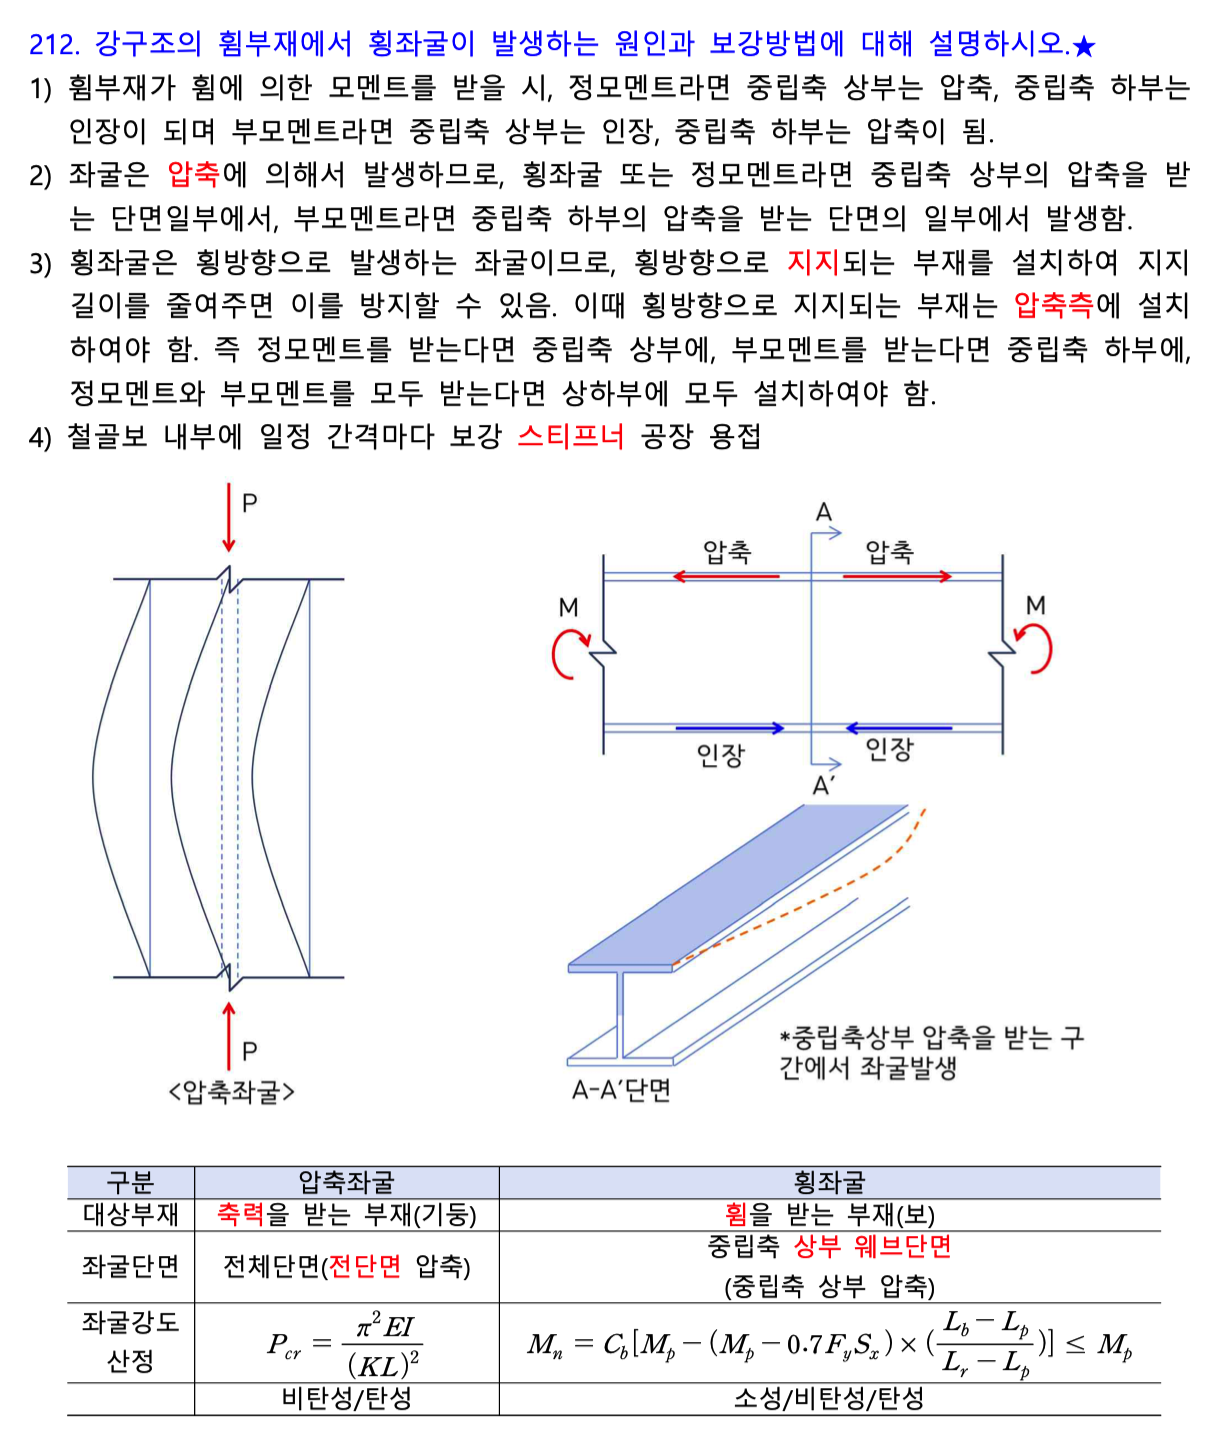 212. 강구조의 휨부재에서 횡좌굴이 발생하는 원인과 보강방법에 대해 설명하시오.★
1) 휨부재가 휨에 의한 모멘트를 받을 시, 정모멘트라면 중립축 상부는 압축, 중립축 하부는
인장이 되며 부모멘트라면 중립축 상부는 인장, 중립축 하부는 압축이 됨.
2) 좌굴은 압축에 의해서 발생하므로, 횡좌굴 또는 정모멘트라면 중립축 상부의 압축을 받
는 단면일부에서, 부모멘트라면 중립축 하부의 압축을 받는 단면의 일부에서 발생함.
3) 횡좌굴은 횡방향으로 발생하는 좌굴이므로, 횡방향으로 지지되는 부재를 설치하여 지지
길이를 줄여주면 이를 방지할 수 있음. 이때 횡방향으로 지지되는 부재는 압축측에 설치
하여야 함. 즉 정모멘트를 받는다면 중립축 상부에, 부모멘트를 받는다면 중립축 하부에,
정모멘트와 부모멘트를 모두 받는다면 상하부에 모두 설치하여야 함.
4) 철골보 내부에 일정 간격마다 보강 스티프너 공장 용접
P
P
<압축좌굴>
A
압축 압축
M M
인장 인장
A′
*중립축상부 압축을 받는 구
간에서 좌굴발생
A-A′단면
구분 압축좌굴 횡좌굴
대상부재 축력을 받는 부재(기둥) 휨을 받는 부재(보)
좌굴단면 전체단면(전단면 압축) 중립축 상부 웨브단면
(중립축 상부 압축)
좌굴강도
산정
P_cr = π²EI / (KL)²
M_n = C_b[M_p − (M_p − 0.7F_yS_x) × (L_b − L_p / L_r − L_p)] ≤ M_p
비탄성/탄성 소성/비탄성/탄성